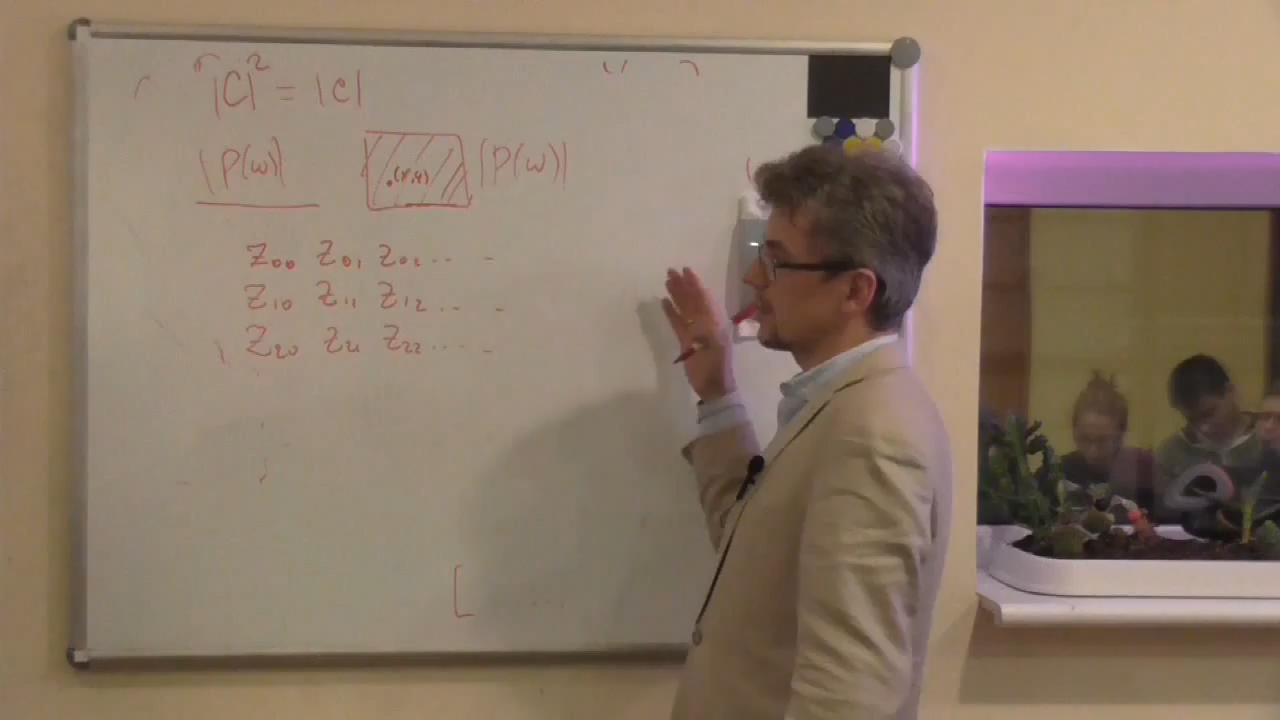 |C|² = |C|
|P(ω)| .(x,y) |P(ω)|
Z₀₀ Z₀₁ Z₀₂ ... -
Z₁₀ Z₁₁ Z₁₂ ... -
Z₂₀ Z₂₁ Z₂₂ ... -
[